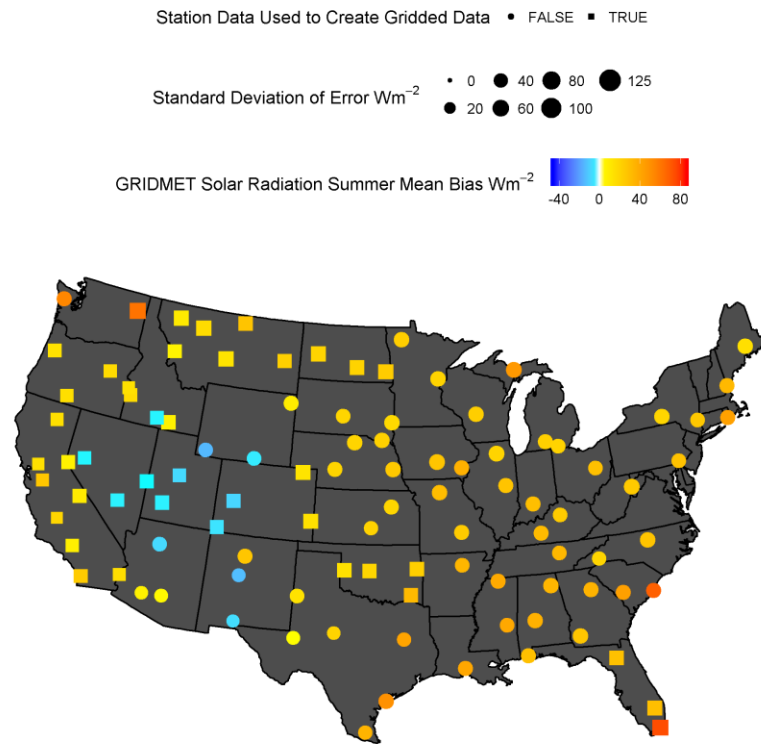 Station Data Used to Create Gridded Data FALSE TRUE
Standard Deviation of Error Wm⁻² 0 40 80 125
20 60 100
GRIDMET Solar Radiation Summer Mean Bias Wm⁻²
-40 0 40 80